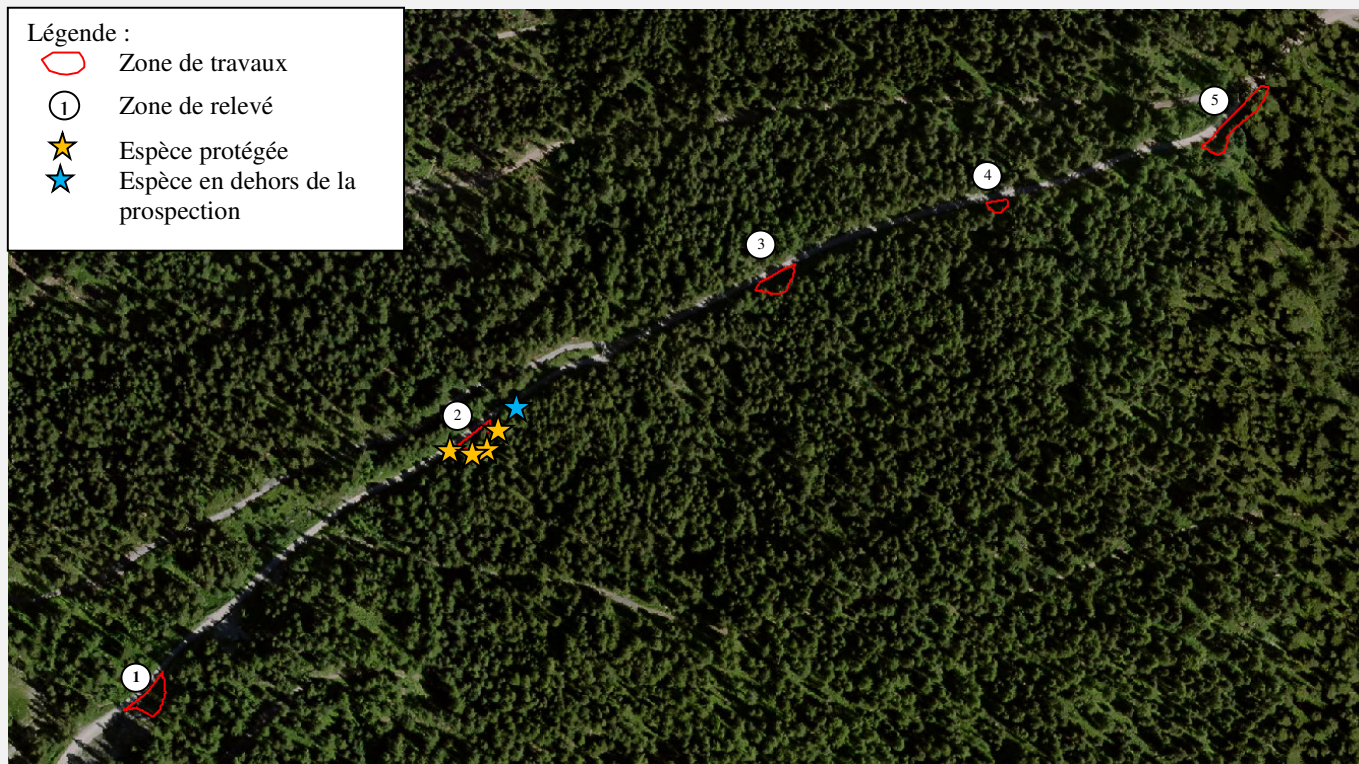 Légende :
Zone de travaux
1 Zone de relevé
Espèce protégée
Espèce en dehors de la
prospection
5
4
3
2
1